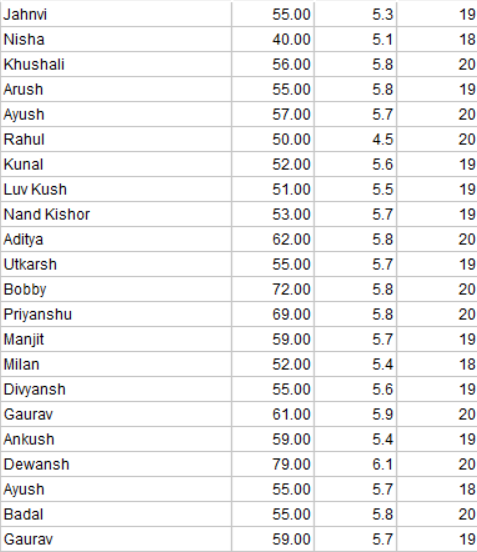 Jahnvi 55.00 5.3 19
Nisha 40.00 5.1 18
Khushali 56.00 5.8 20
Arush 55.00 5.8 19
Ayush 57.00 5.7 20
Rahul 50.00 4.5 20
Kunal 52.00 5.6 19
Luv Kush 51.00 5.5 19
Nand Kishor 53.00 5.7 19
Aditya 62.00 5.8 20
Utkarsh 55.00 5.7 19
Bobby 72.00 5.8 20
Priyanshu 69.00 5.8 20
Manjit 59.00 5.7 19
Milan 52.00 5.4 18
Divyansh 55.00 5.6 19
Gaurav 61.00 5.9 20
Ankush 59.00 5.4 19
Dewansh 79.00 6.1 20
Ayush 55.00 5.7 18
Badal 55.00 5.8 20
Gaurav 59.00 5.7 19